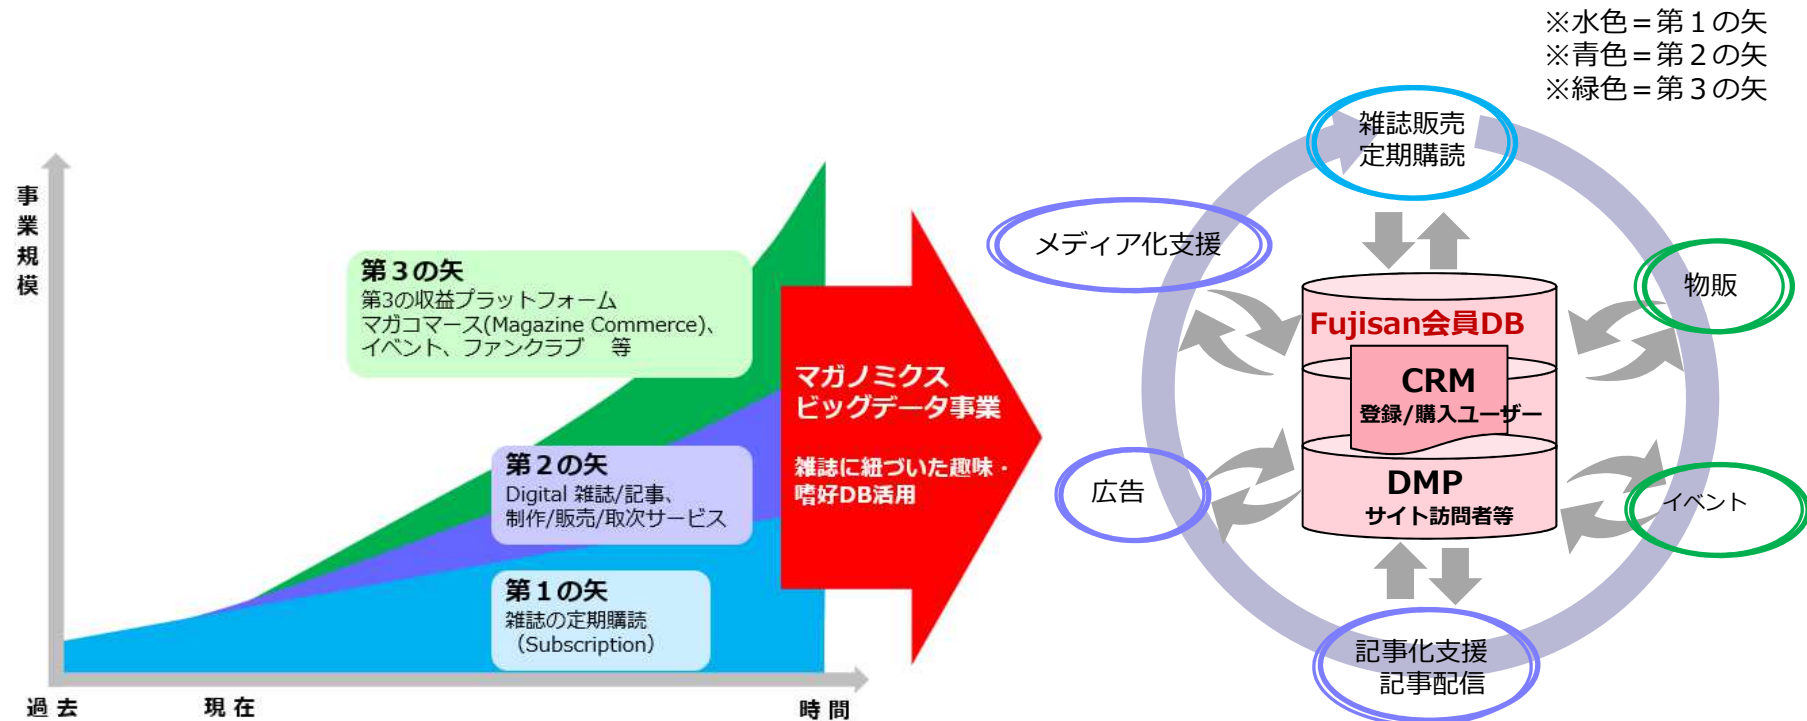 ※水色＝第１の矢
※青色＝第２の矢
※緑色＝第３の矢
事業規模
第３の矢
第3の収益プラットフォーム
マガコマース(Magazine Commerce)、
イベント、ファンクラブ　等
第２の矢
Digital 雑誌/記事、
制作/販売/取次サービス
第１の矢
雑誌の定期購読
（Subscription）
過去
現在
時間
マガノミクス
ビッグデータ事業
雑誌に紐づいた趣味・
嗜好DB活用
雑誌販売
定期購読
メディア化支援
物販
Fujisan会員DB
CRM
登録/購入ユーザー
DMP
サイト訪問者等
広告
イベント
記事化支援
記事配信